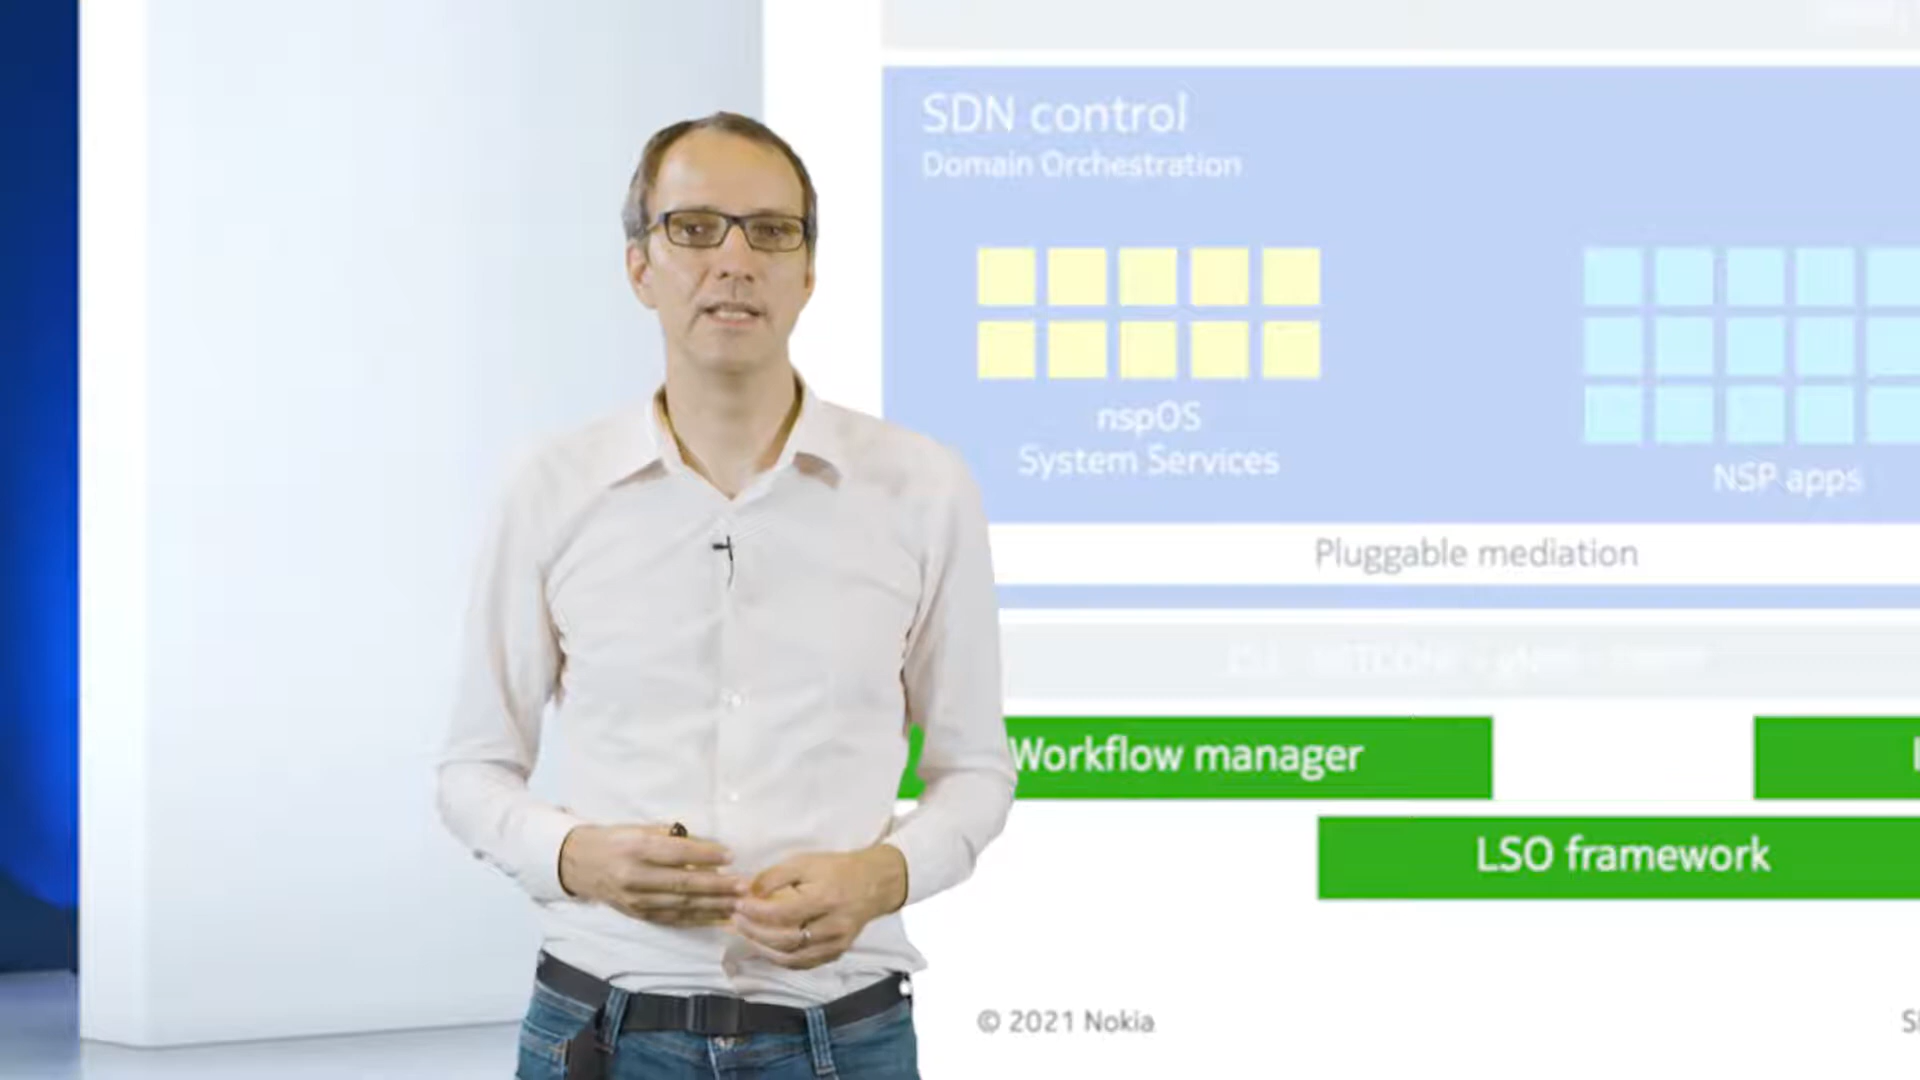 SDN control
Domain Orchestration
nspOS
System Services
NSP apps
Pluggable mediation
Workflow manager
LSO framework
© 2021 Nokia